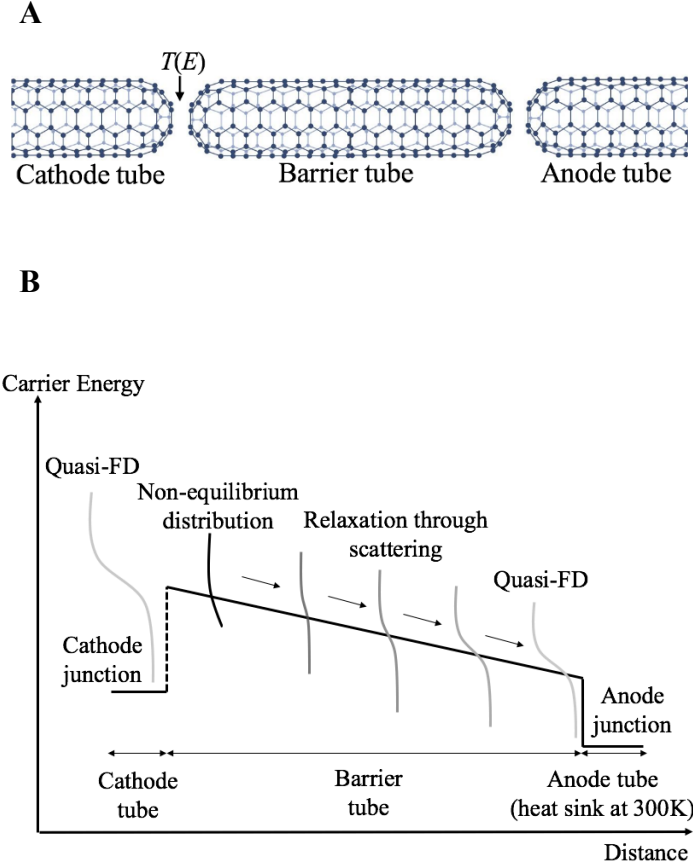 A
T(E)
Cathode tube
Barrier tube
Anode tube
B
Carrier Energy
Quasi-FD
Non-equilibrium
distribution
Relaxation through
scattering
Quasi-FD
Cathode
junction
Anode
junction
Cathode
tube
Barrier
tube
Anode tube
(heat sink at 300K)
Distance